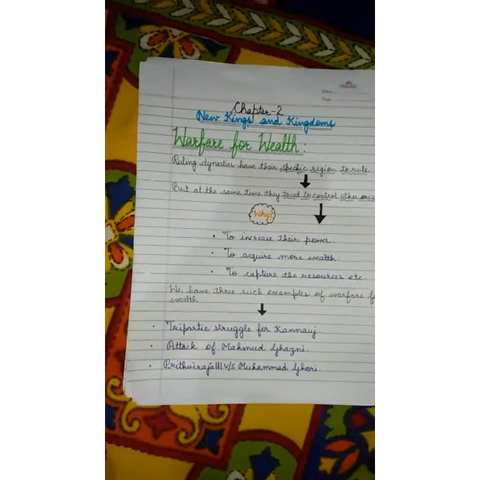 Date :
Page :
Chapter-2
New Kings and Kingdoms
Warfare for Wealth:
Ruling dynasties have their specific region to rule
But at the same time they tried to control other
Why?
• To increase their power
• To acquire more wealth
• To capture the resources etc.
We have three such examples of warfare
wealth
• Tripartie struggle for Kannauj
• Attack of Mahmud Ghazni.
• Prithviraj III v/s Muhammad Ghori